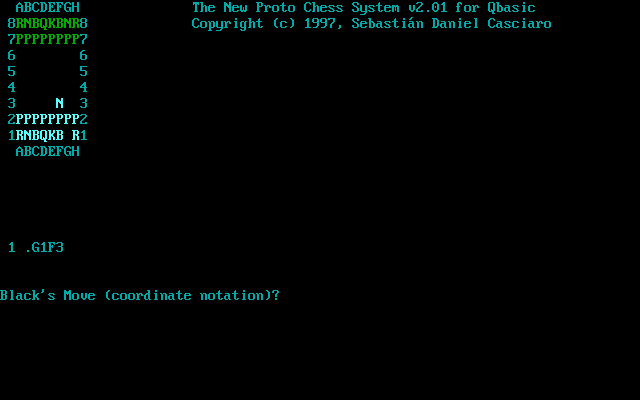 ABCDEFGH The New Proto Chess System v2.01 for Qbasic
8RNBQKBNR8 Copyright (c) 1997, Sebastián Daniel Casciaro
7PPPPPPPP7
6 6
5 5
4 4
3 N 3
2PPPPPPPP2
1RNBQKB R1
ABCDEFGH
1 .G1F3
Black's Move (coordinate notation)?